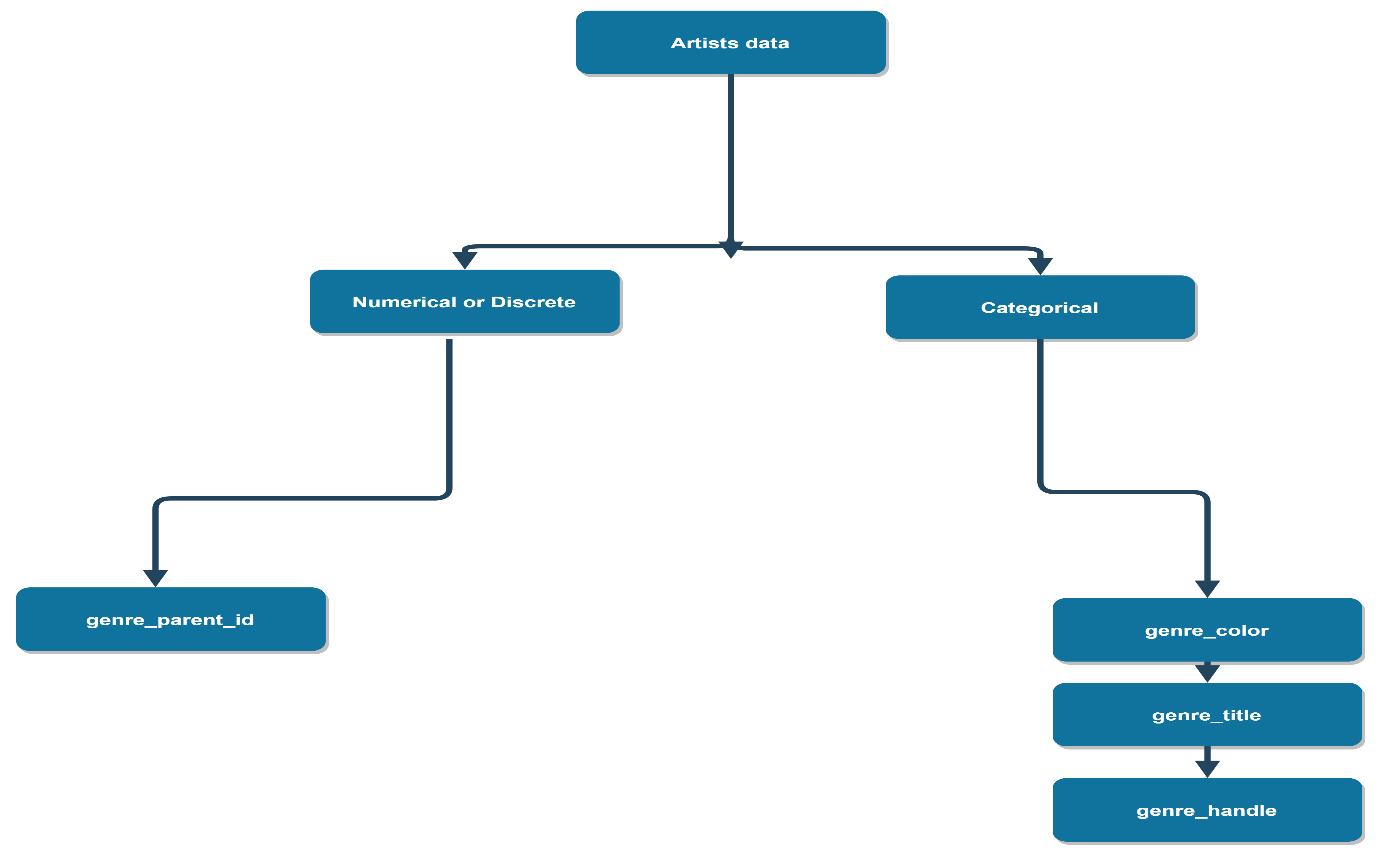 Artists data
Numerical or Discrete
Categorical
genre_parent_id
genre_color
genre_title
genre_handle